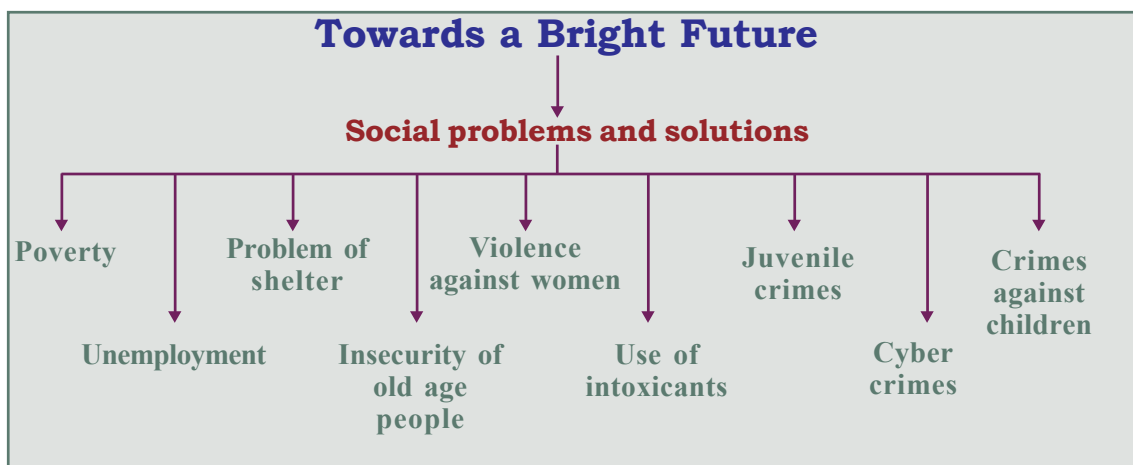 Towards a Bright Future
Social problems and solutions
Poverty
Unemployment
Problem of
shelter
Insecurity of
old age
people
Violence
against women
Use of
intoxicants
Juvenile
crimes
Cyber
crimes
Crimes
against
children